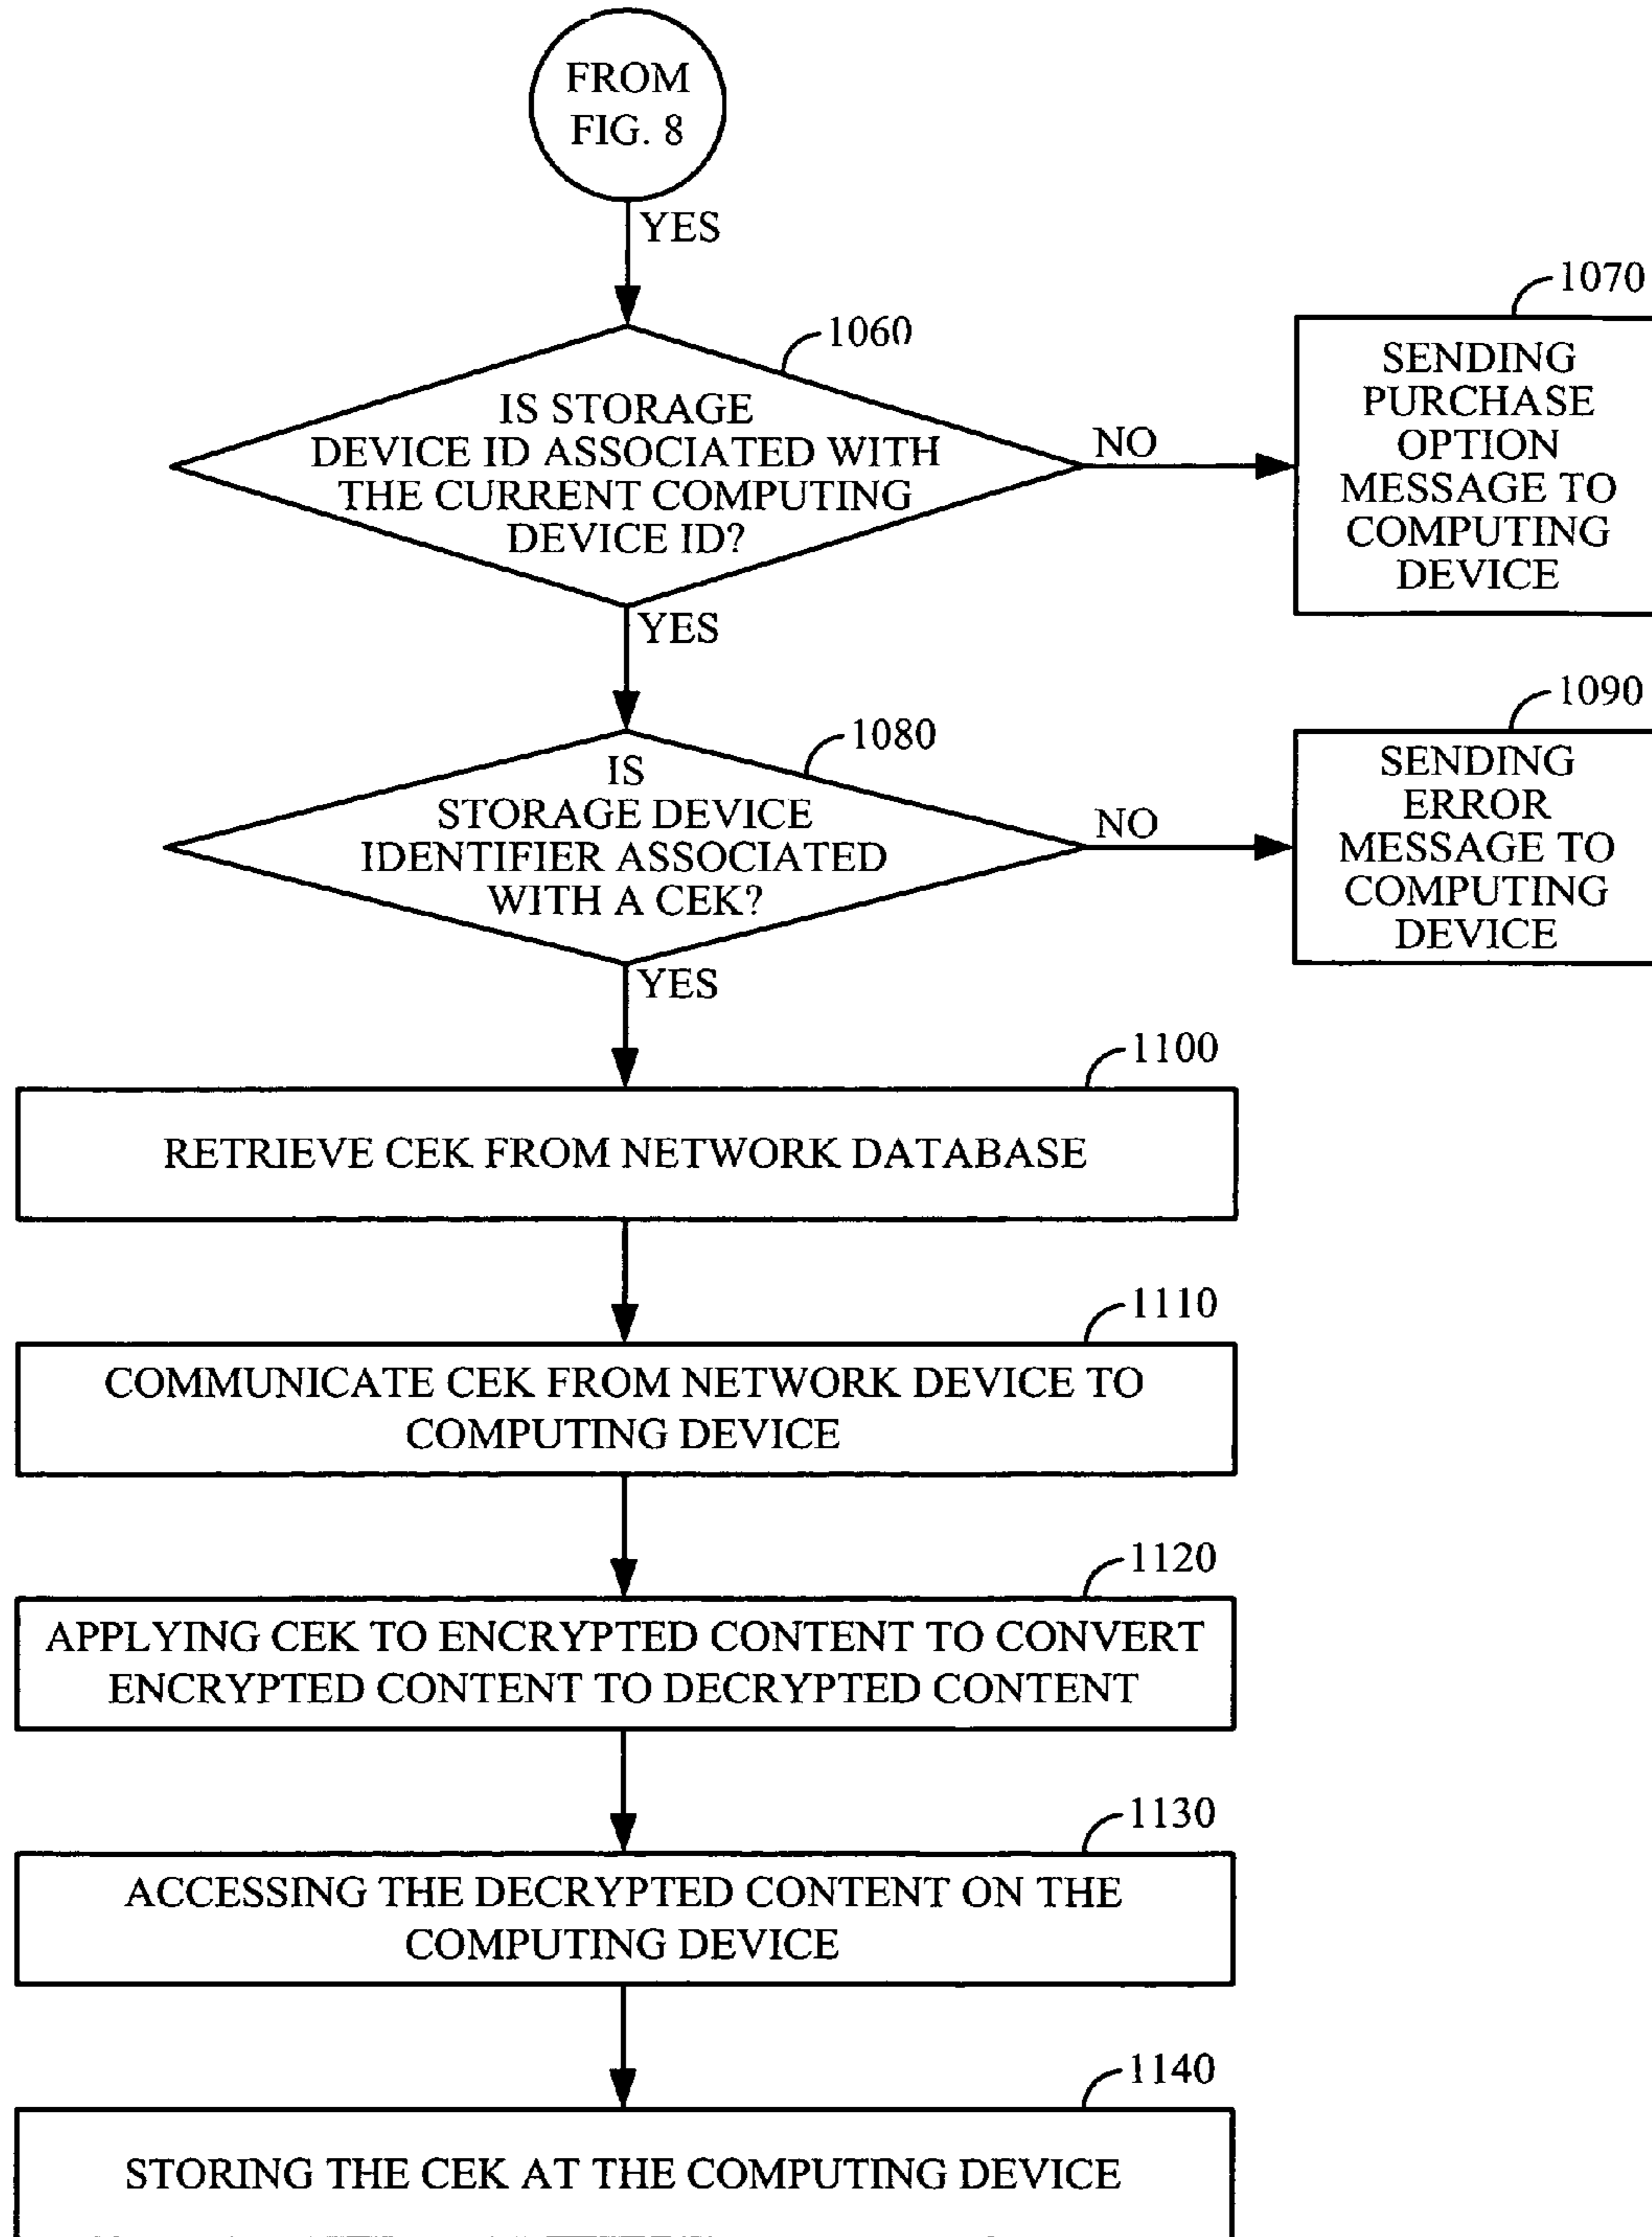 FROM
FIG. 8
YES
1060
IS STORAGE
DEVICE ID ASSOCIATED WITH
THE CURRENT COMPUTING
DEVICE ID?
NO
1070
SENDING
PURCHASE
OPTION
MESSAGE TO
COMPUTING
DEVICE
YES
1080
IS
STORAGE DEVICE
IDENTIFIER ASSOCIATED
WITH A CEK?
NO
1090
SENDING
ERROR
MESSAGE TO
COMPUTING
DEVICE
YES
1100
RETRIEVE CEK FROM NETWORK DATABASE
1110
COMMUNICATE CEK FROM NETWORK DEVICE TO
COMPUTING DEVICE
1120
APPLYING CEK TO ENCRYPTED CONTENT TO CONVERT
ENCRYPTED CONTENT TO DECRYPTED CONTENT
1130
ACCESSING THE DECRYPTED CONTENT ON THE
COMPUTING DEVICE
1140
STORING THE CEK AT THE COMPUTING DEVICE